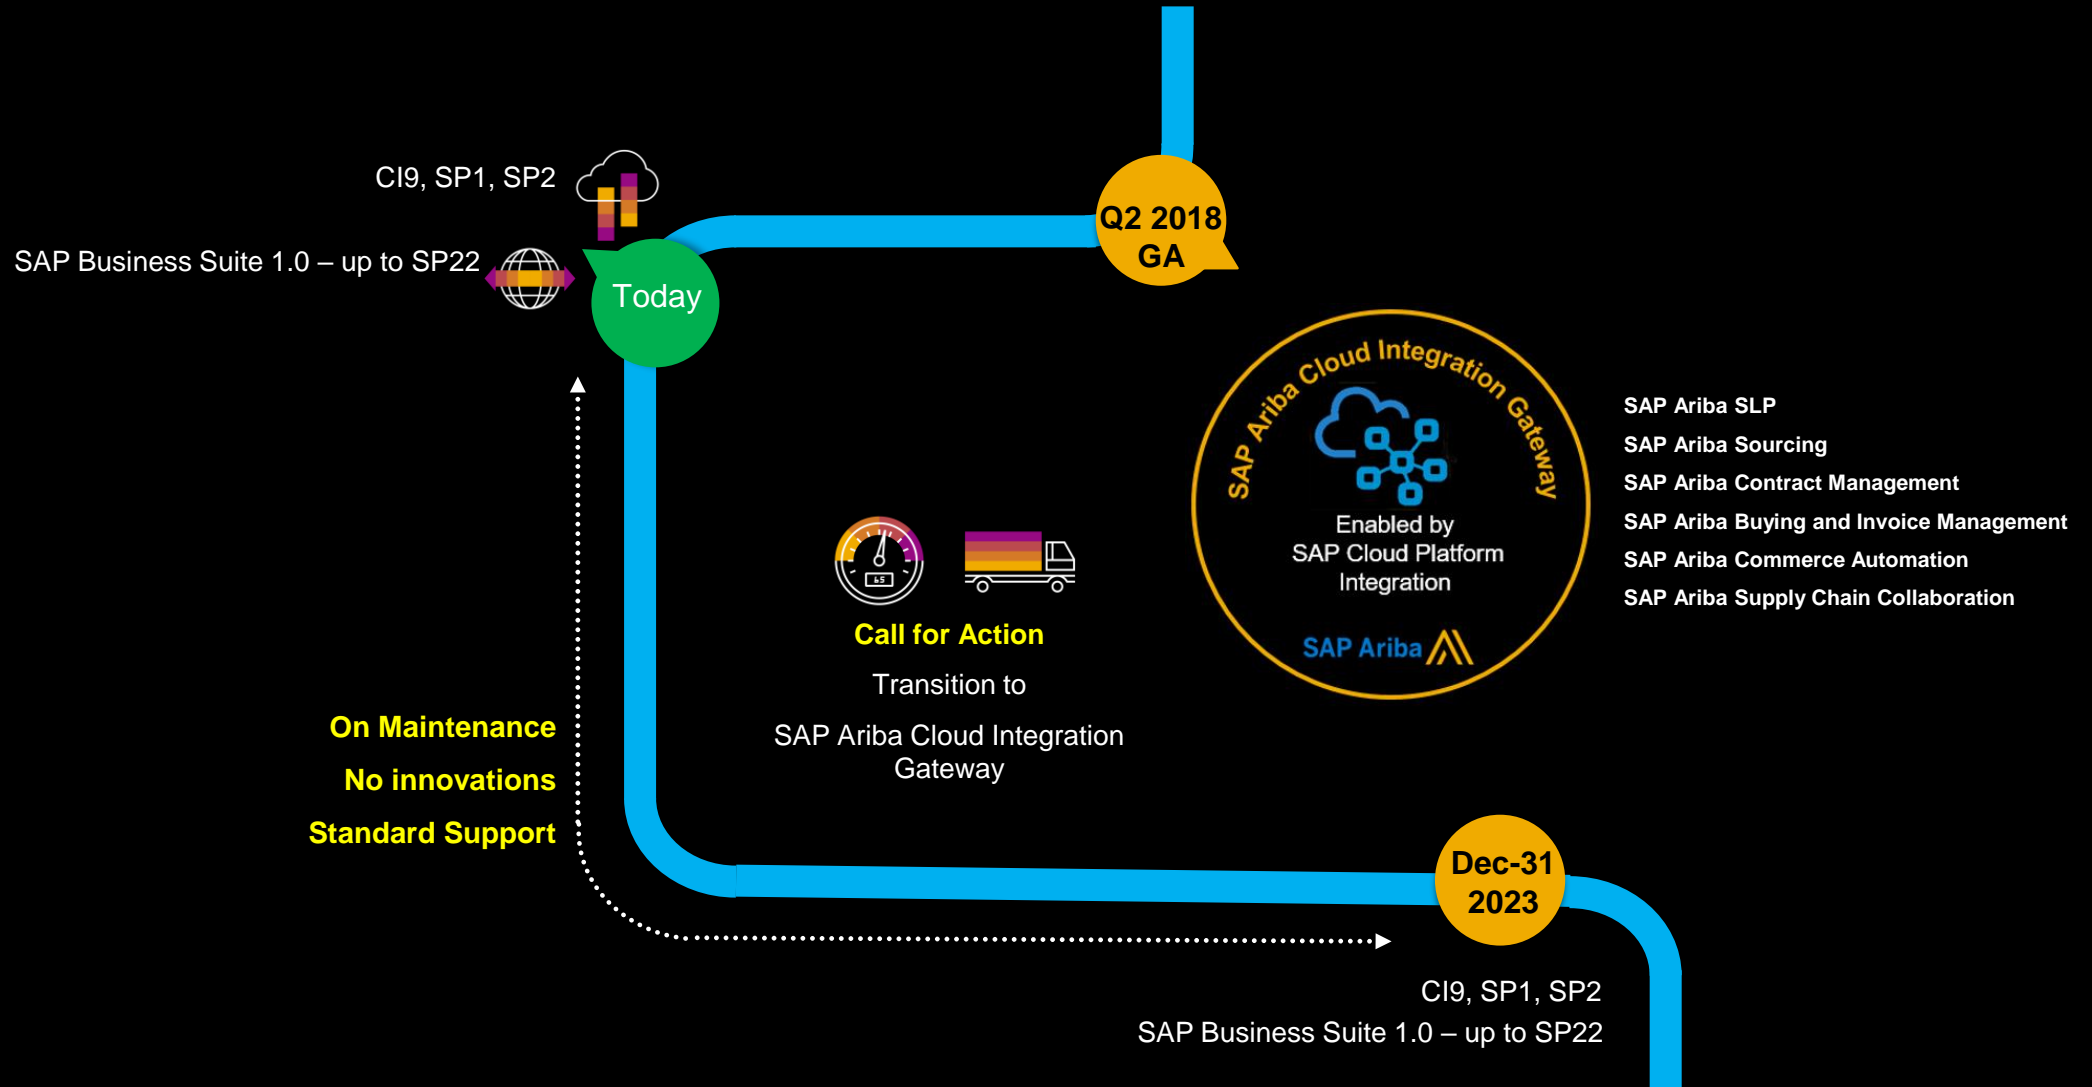 Q2 2018
GA
CI9, SP1, SP2
SAP Business Suite 1.0 – up to SP22
Today
SAP Ariba Cloud Integration Gateway
Enabled by
SAP Cloud Platform
Integration
SAP Ariba
SAP Ariba SLP
SAP Ariba Sourcing
SAP Ariba Contract Management
SAP Ariba Buying and Invoice Management
SAP Ariba Commerce Automation
SAP Ariba Supply Chain Collaboration
65
Call for Action
Transition to
SAP Ariba Cloud Integration
Gateway
On Maintenance
No innovations
Standard Support
Dec-31
2023
CI9, SP1, SP2
SAP Business Suite 1.0 – up to SP22